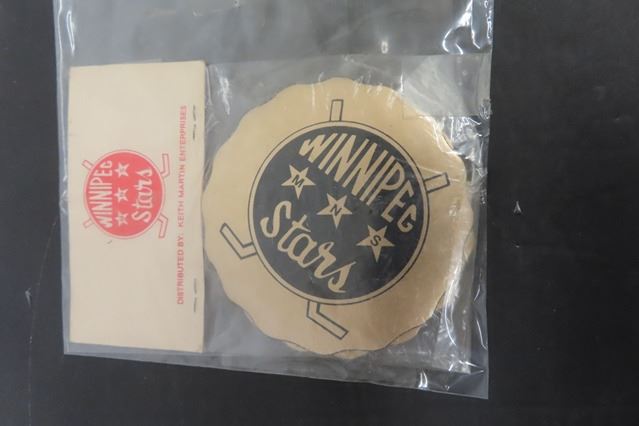 WINNIPEG
Stars
DISTRIBUTED BY: KEITH MARTIN ENTERPRISES
WINNIPEG
M N S
Stars